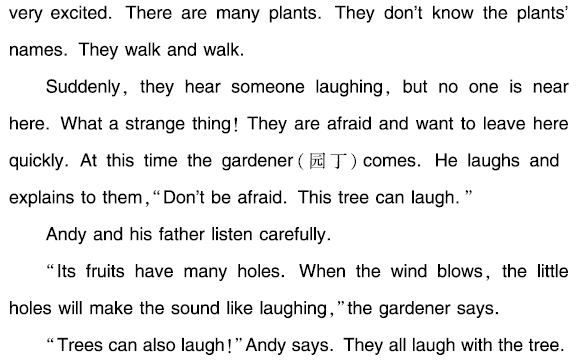 very excited. There are many plants. They don't know the plants'
names. They walk and walk.
Suddenly, they hear someone laughing, but no one is near
here. What a strange thing! They are afraid and want to leave here
quickly. At this time the gardener(园丁)comes. He laughs and
explains to them,“Don't be afraid. This tree can laugh.”
Andy and his father listen carefully.
“Its fruits have many holes. When the wind blows, the little
holes will make the sound like laughing,”the gardener says.
“Trees can also laugh!”Andy says. They all laugh with the tree.